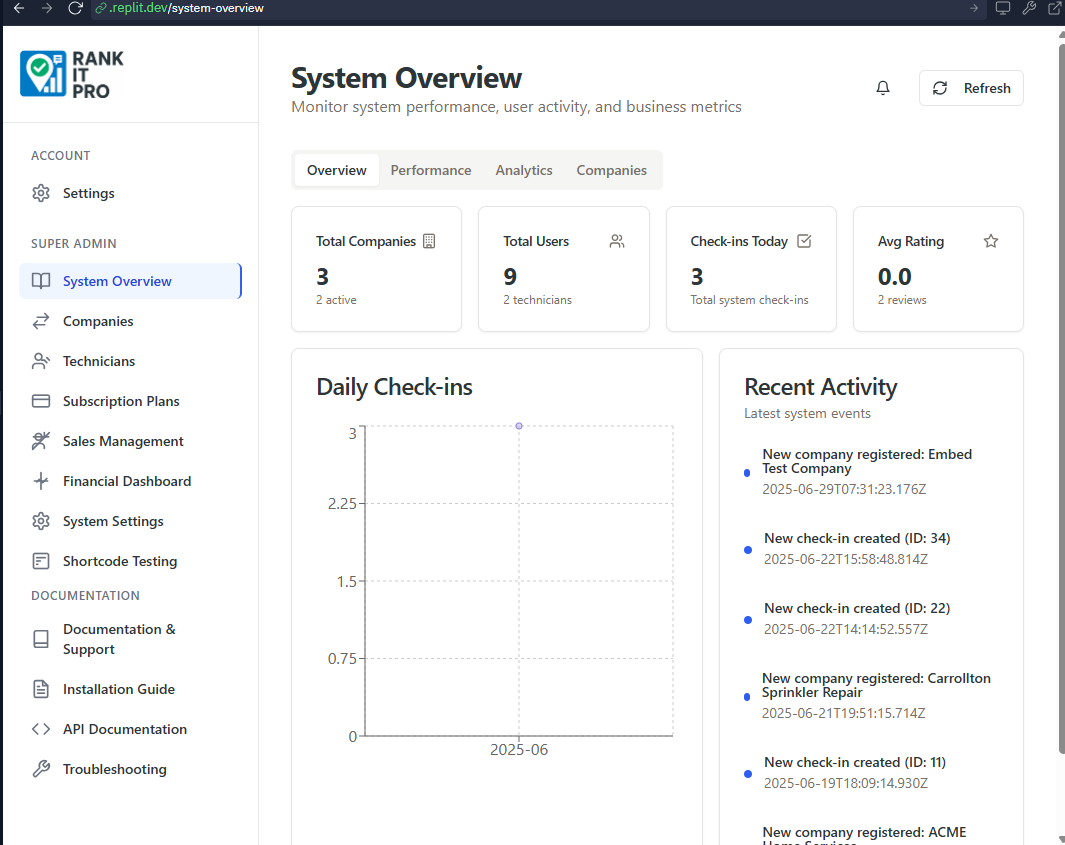 .replit.dev/system-overview
RANK
IT
PRO
ACCOUNT
Settings
SUPER ADMIN
System Overview
Companies
Technicians
Subscription Plans
Sales Management
Financial Dashboard
System Settings
Shortcode Testing
DOCUMENTATION
Documentation &
Support
Installation Guide
API Documentation
Troubleshooting
System Overview
Monitor system performance, user activity, and business metrics
Refresh
Overview
Performance
Analytics
Companies
Total Companies
3
2 active
Total Users
9
2 technicians
Check-ins Today
3
Total system check-ins
Avg Rating
0.0
2 reviews
Daily Check-ins
3
2.25
1.5
0.75
0
2025-06
Recent Activity
Latest system events
New company registered: Embed
Test Company
2025-06-29T07:31:23.176Z
New check-in created (ID: 34)
2025-06-22T15:58:48.814Z
New check-in created (ID: 22)
2025-06-22T14:14:52.557Z
New company registered: Carrollton
Sprinkler Repair
2025-06-21T19:51:15.714Z
New check-in created (ID: 11)
2025-06-19T18:09:14.930Z
New company registered: ACME
Home Services